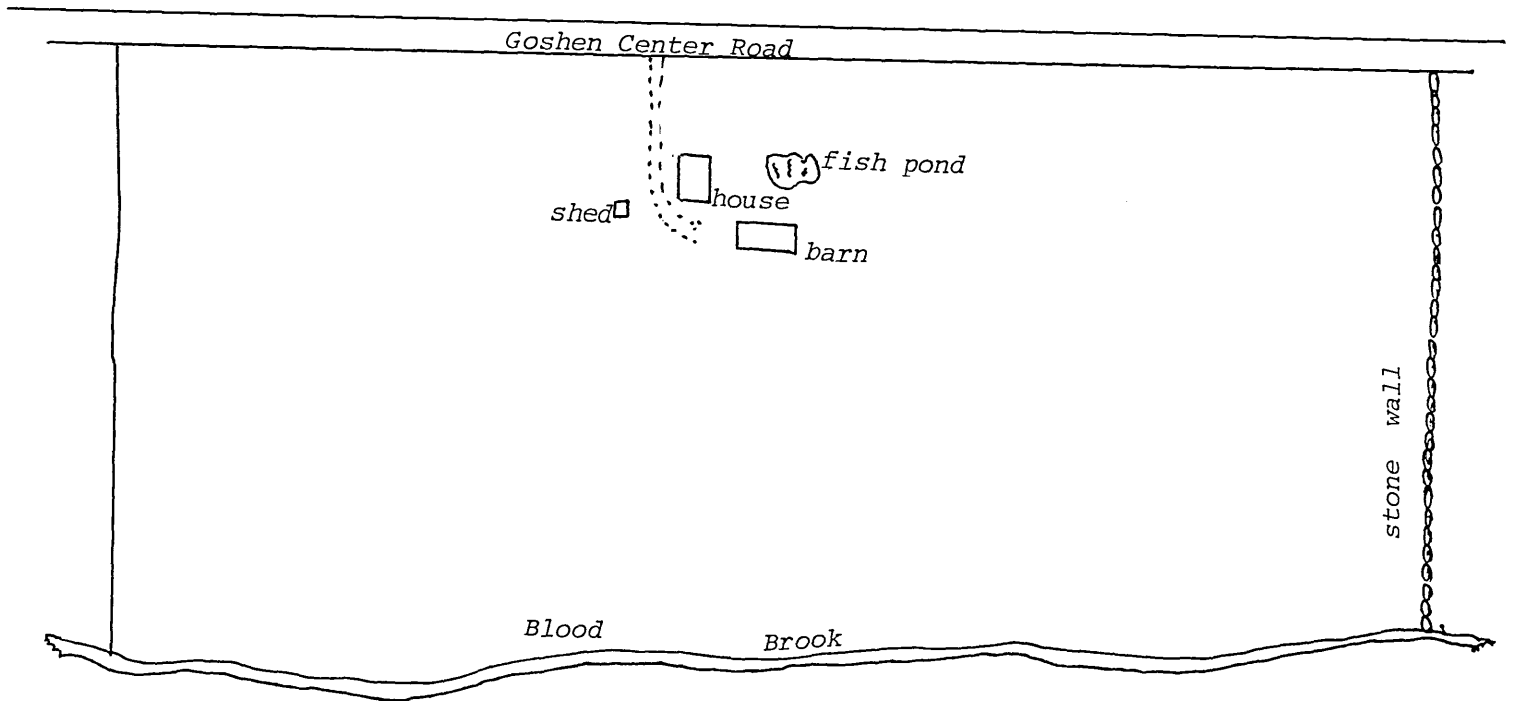 Goshen Center Road
fish pond
house
shed
barn
stone wall
Blood Brook